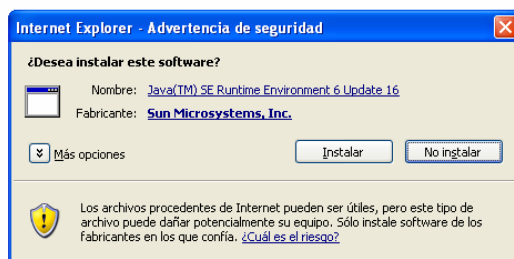 Internet Explorer - Advertencia de seguridad
¿Desea instalar este software?
Nombre: Java(TM) SE Runtime Environment 6 Update 16
Fabricante: Sun Microsystems, Inc.
Más opciones Instalar No instalar
Los archivos procedentes de Internet pueden ser útiles, pero este tipo de
archivo puede dañar potencialmente su equipo. Sólo instale software de los
fabricantes en los que confía. ¿Cuál es el riesgo?